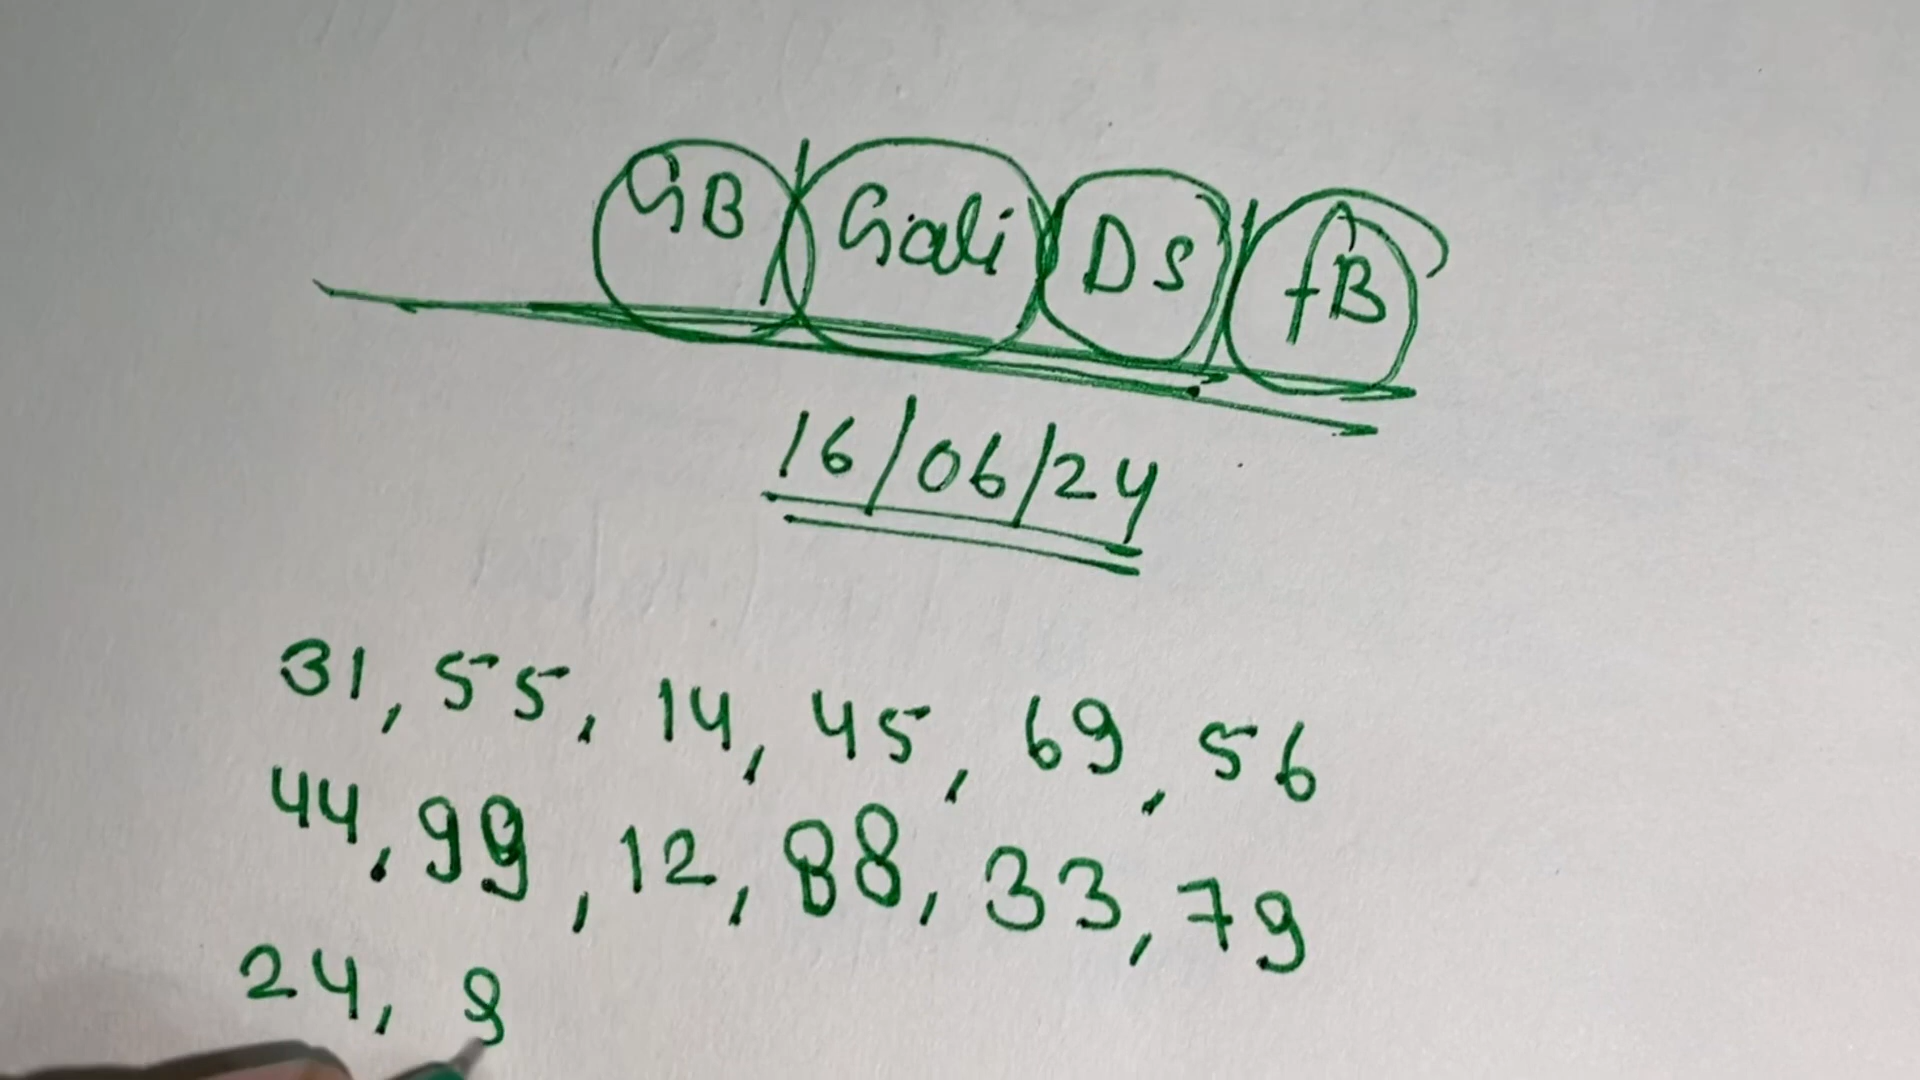 GB Gali DS fB
16/06/24
31, 55, 14, 45, 69, 56
44, 99, 12, 88, 33, 79
24, 9